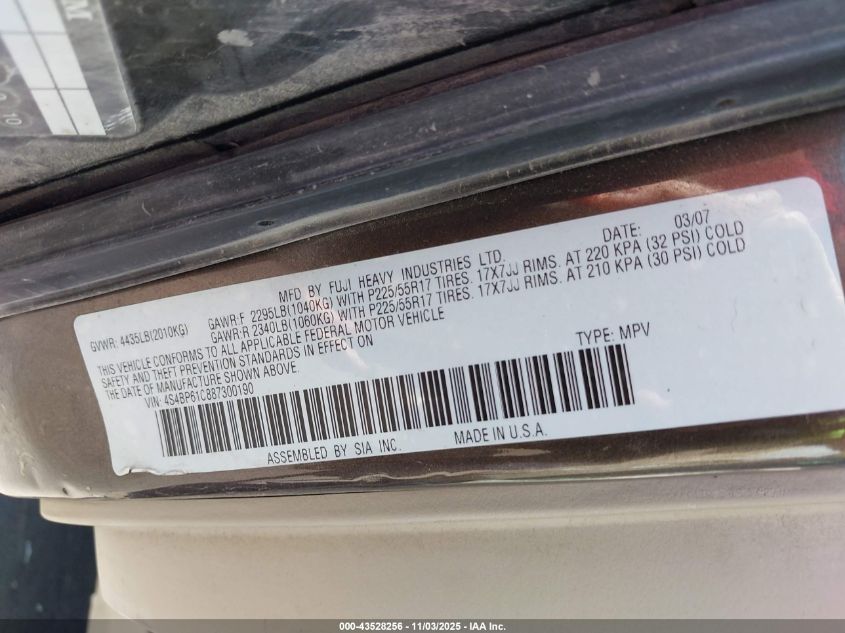 10
MFD BY FUJI HEAVY INDUSTRIES LTD. DATE: 03/07
GVWR: 4435LB(2010KG) GAWR:F 2295LB(1040KG) WITH P225/55R17 TIRES. 17X7JJ RIMS. AT 220 KPA (32 PSI) COLD
GAWR:R 2340LB(1060KG) WITH P225/55R17 TIRES. 17X7JJ RIMS. AT 210 KPA (30 PSI) COLD
THIS VEHICLE CONFORMS TO ALL APPLICABLE FEDERAL MOTOR VEHICLE
SAFETY AND THEFT PREVENTION STANDARDS IN EFFECT ON
THE DATE OF MANUFACTURE SHOWN ABOVE.
VIN: 4S4BP61C887300190 TYPE: MPV
ASSEMBLED BY SIA INC. MADE IN U.S.A.
000-43528256 - 11/03/2025 - IAA Inc.